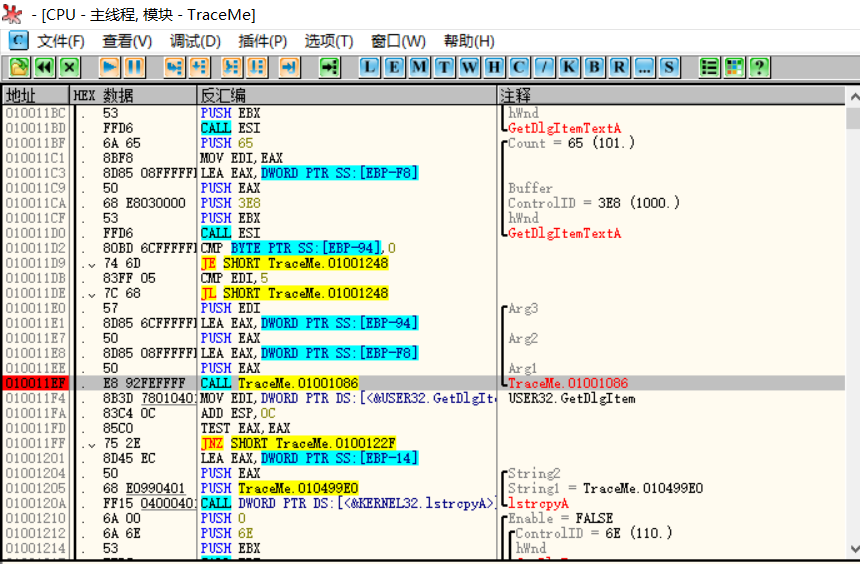 - [CPU - 主线程, 模块 - TraceMe]
C 文件(F) 查看(V) 调试(D) 插件(P) 选项(T) 窗口(W) 帮助(H)
L E M T W H C / K B R ... S ?
地址 HEX 数据 反汇编 注释
010011BC . 53 PUSH EBX hWnd
010011BD . FFD6 CALL ESI GetDlgItemTextA
010011BF . 6A 65 PUSH 65 Count = 65 (101.)
010011C1 . 8BF8 MOV EDI,EAX
010011C3 . 8D85 08FFFFFF LEA EAX,DWORD PTR SS:[EBP-F8]
010011C9 . 50 PUSH EAX Buffer
010011CA . 68 E8030000 PUSH 3E8 ControlID = 3E8 (1000.)
010011CF . 53 PUSH EBX hWnd
010011D0 . FFD6 CALL ESI GetDlgItemTextA
010011D2 . 80BD 6CFFFFFF CMP BYTE PTR SS:[EBP-94],0
010011D9 . 74 6D JE SHORT TraceMe.01001248
010011DB . 83FF 05 CMP EDI,5
010011DE . 7C 68 JL SHORT TraceMe.01001248
010011E0 . 57 PUSH EDI Arg3
010011E1 . 8D85 6CFFFFFF LEA EAX,DWORD PTR SS:[EBP-94]
010011E7 . 50 PUSH EAX Arg2
010011E8 . 8D85 08FFFFFF LEA EAX,DWORD PTR SS:[EBP-F8]
010011EE . 50 PUSH EAX Arg1
010011EF . E8 92FEFFFF CALL TraceMe.01001086 TraceMe.01001086
010011F4 . 8B3D 78010401 MOV EDI,DWORD PTR DS:[<&USER32.GetDlgIte USER32.GetDlgItem
010011FA . 83C4 0C ADD ESP,0C
010011FD . 85C0 TEST EAX,EAX
010011FF . 75 2E JNZ SHORT TraceMe.0100122F
01001201 . 8D45 EC LEA EAX,DWORD PTR SS:[EBP-14]
01001204 . 50 PUSH EAX String2
01001205 . 68 E0990401 PUSH TraceMe.010499E0 String1 = TraceMe.010499E0
0100120A . FF15 04000401 CALL DWORD PTR DS:[<&KERNEL32.lstrcpyA>] lstrcpyA
01001210 . 6A 00 PUSH 0 Enable = FALSE
01001212 . 6A 6E PUSH 6E ControlID = 6E (110.)
01001214 . 53 PUSH EBX hWnd